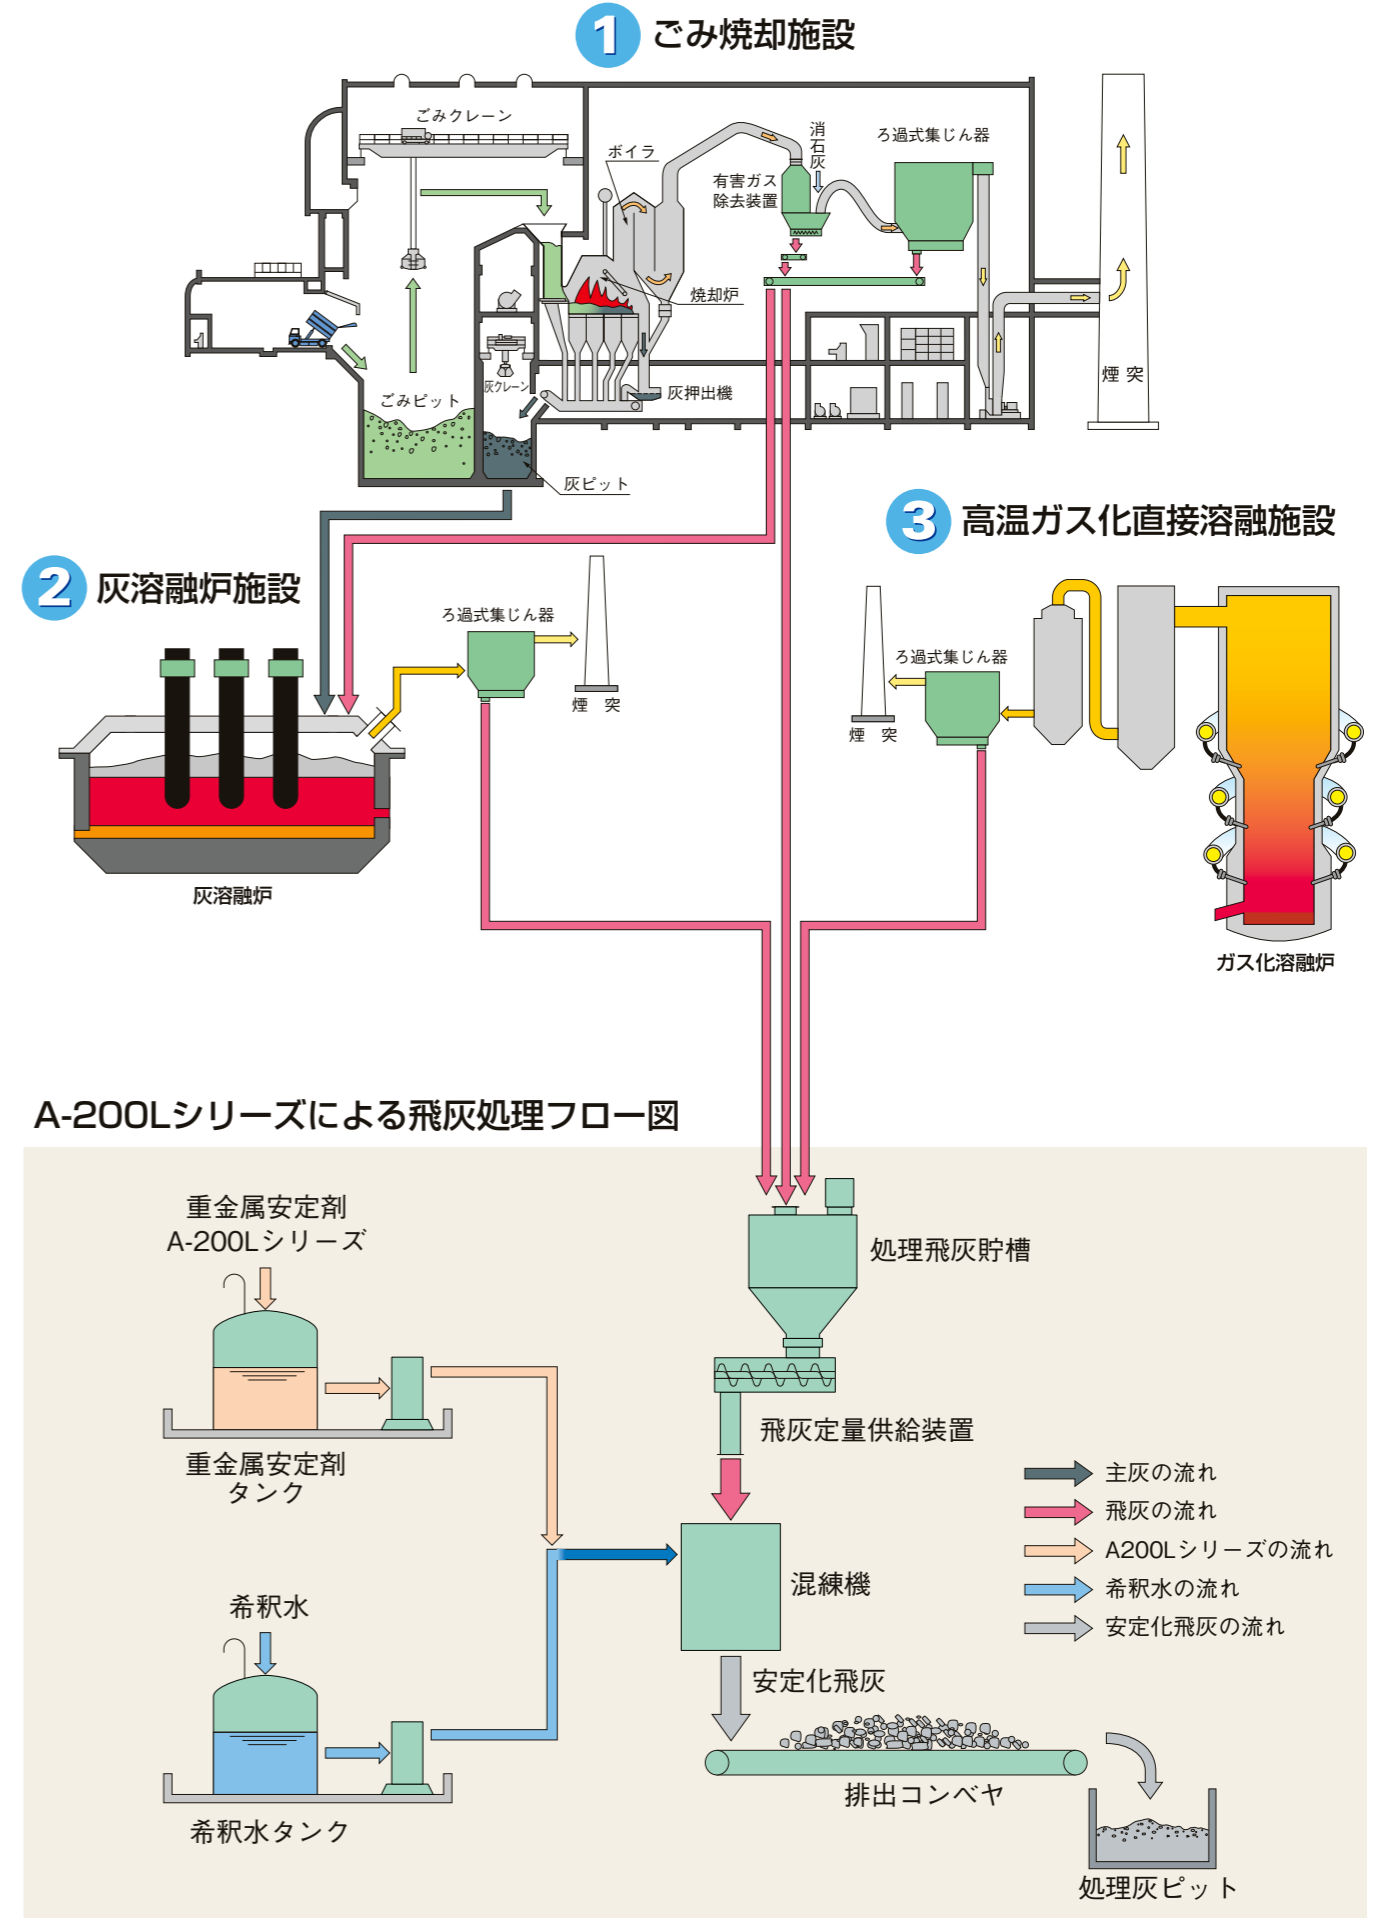 1 ごみ焼却施設
ごみクレーン
ボイラ
消石灰
ろ過式集じん器
有害ガス
除去装置
焼却炉
煙突
灰クレーン
灰押出機
ごみピット
灰ピット
3 高温ガス化直接溶融施設
2 灰溶融炉施設
ろ過式集じん器
煙 突
ろ過式集じん器
煙 突
灰溶融炉
ガス化溶融炉
A-200Lシリーズによる飛灰処理フロー図
重金属安定剤
A-200Lシリーズ
処理飛灰貯槽
飛灰定量供給装置
重金属安定剤
タンク
主灰の流れ
飛灰の流れ
A200Lシリーズの流れ
希釈水の流れ
安定化飛灰の流れ
混練機
希釈水
安定化飛灰
排出コンベヤ
希釈水タンク
処理灰ピット